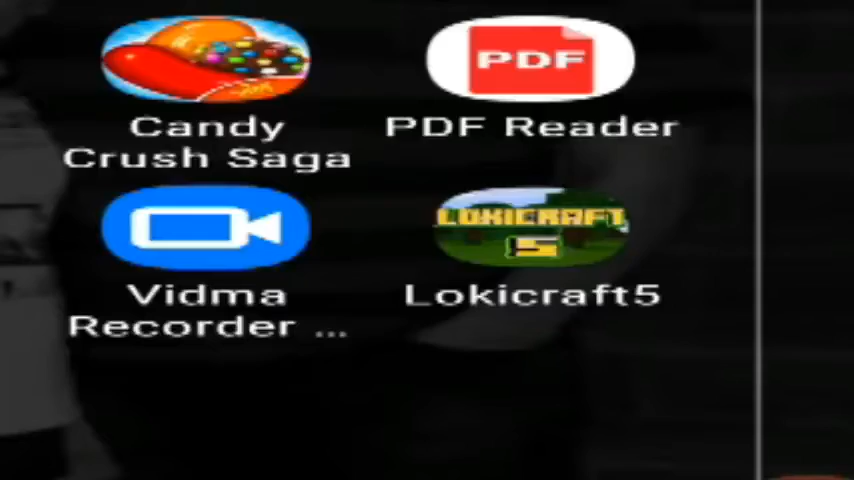 PDF
Candy
Crush Saga
PDF Reader
LOKICRAFT
5
Vidma
Recorder ...
Lokicraft5